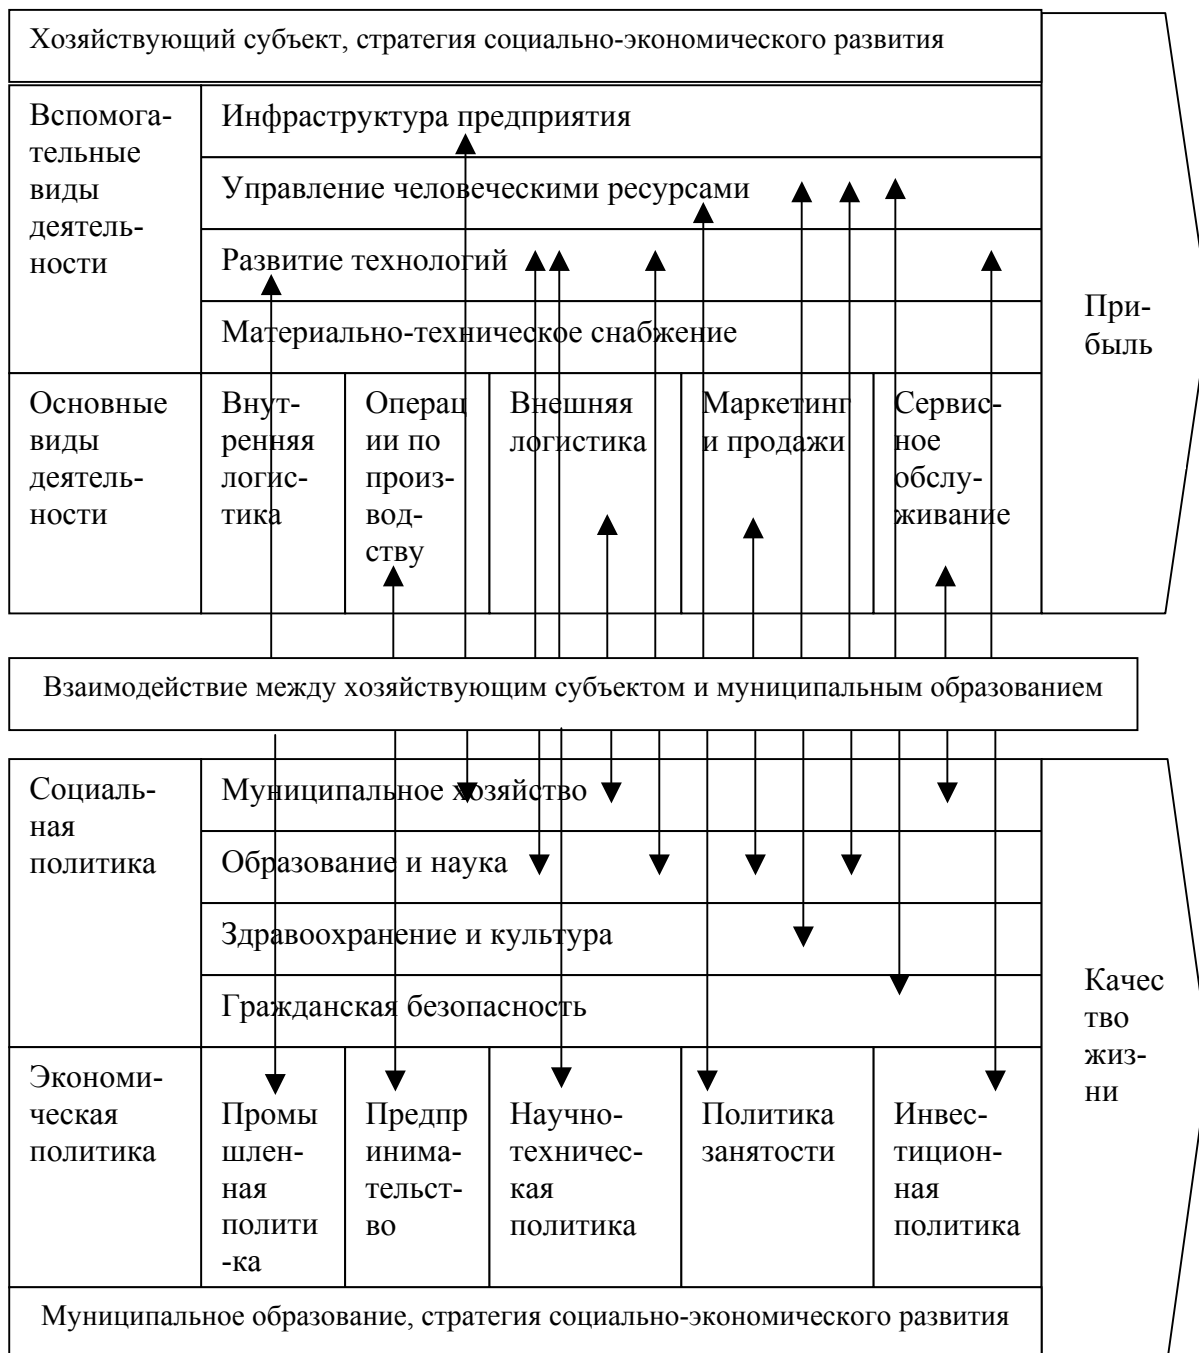 Хозяйствующий субъект, стратегия социально-экономического развития
Вспомога-
тельные
виды
деятель-
ности
Инфраструктура предприятия
Управление человеческими ресурсами
Развитие технологий
Материально-техническое снабжение
При-
быль
Основные
виды
деятель-
ности
Внут-
ренняя
логис-
тика
Операц
ии по
произ-
вод-
ству
Внешняя
логистика
Маркетинг
и продажи
Сервис-
ное
обслу-
живание
Взаимодействие между хозяйствующим субъектом и муниципальным образованием
Социаль-
ная
политика
Муниципальное хозяйство
Образование и наука
Здравоохранение и культура
Гражданская безопасность
Качес
тво
жиз-
ни
Экономи-
ческая
политика
Промы
шлен-
ная
полити
-ка
Предпр
инима-
тельст-
во
Научно-
техничес-
кая
политика
Политика
занятости
Инвес-
тицион-
ная
политика
Муниципальное образование, стратегия социально-экономического развития